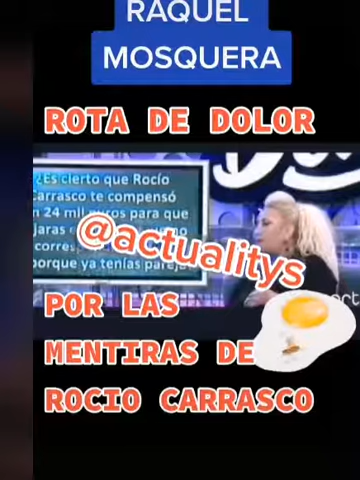 RAQUEL
MOSQUERA
ROTA DE DOLOR
¿Es cierto que Rocío
Carrasco te compensó
24 mil euros para que
@actualitys
porque ya tenías pareja
POR LAS
MENTIRAS DE
ROCIO CARRASCO